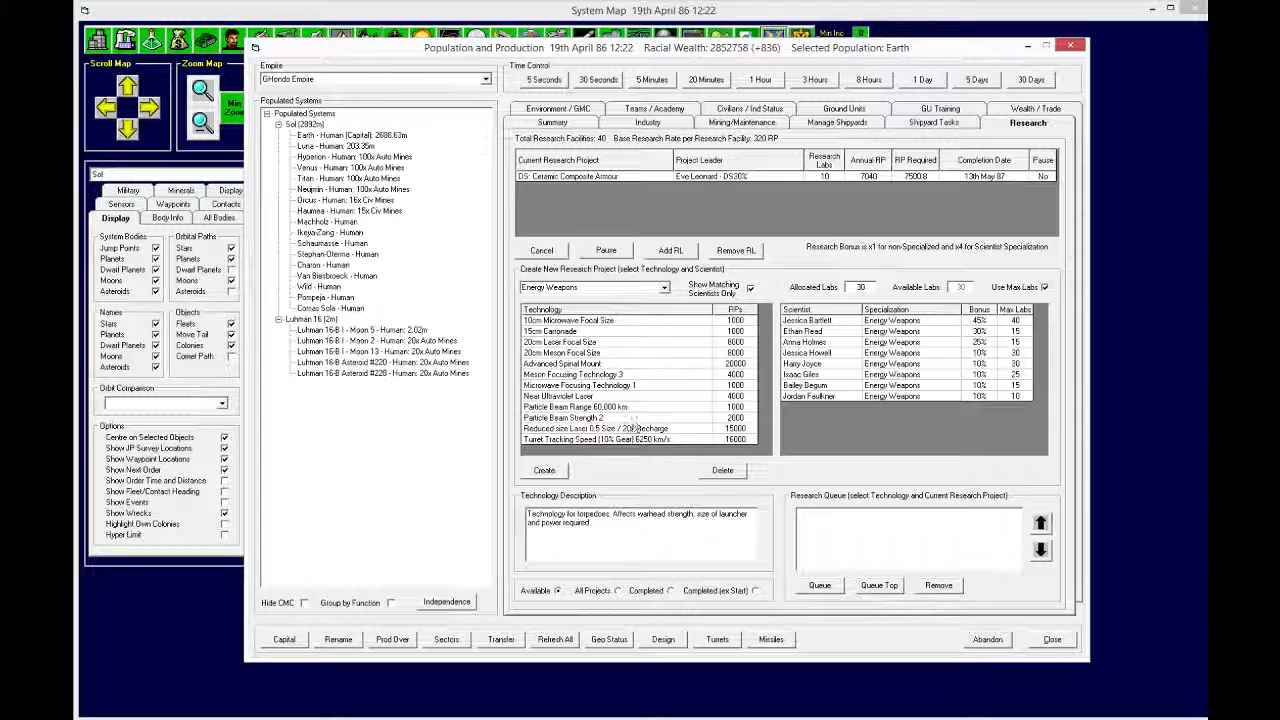 System Map 19th April 86 12:22
Min Inc 0
Scroll Map
Zoom Map
Min
Zoom
Sol
Military Minerals Display
Sensors Waypoints Contacts
Display Body Info All Bodies
System Bodies Orbital Paths
Jump Points Stars
Planets Planets
Dwarf Planets Dwarf Planets
Moons Moons
Asteroids Asteroids
Names Objects
Stars Fleets
Planets Move Tail
Dwarf Planets Colonies
Moons Comet Path
Asteroids
Orbit Comparison
Options
Centre on Selected Objects
Show JP Survey Locations
Show Waypoint Locations
Show Next Order
Show Order Time and Distance
Show Fleet/Contact Heading
Show Events
Show Wrecks
Highlight Own Colonies
Hyper Limit
Population and Production 19th April 86 12:22 Racial Wealth: 2852758 (+836) Selected Population: Earth
Empire
GHondo Empire
Time Control
5 Seconds 30 Seconds 5 Minutes 20 Minutes 1 Hour 3 Hours 8 Hours 1 Day 5 Days 30 Days
Populated Systems
Populated Systems
Sol (2892m)
Earth - Human (Capital): 2688.63m
Luna - Human: 203.35m
Hyperion - Human: 100x Auto Mines
Venus - Human: 100x Auto Mines
Titan - Human: 100x Auto Mines
Neujmin - Human: 100x Auto Mines
Orcus - Human: 16x Civ Mines
Haumea - Human: 15x Civ Mines
Machholz - Human
Ikeya-Zang - Human
Schaumasse - Human
Stephan-Oterma - Human
Charon - Human
Van Biesbroeck - Human
Wild - Human
Pompeja - Human
Comas Sola - Human
Luhman 16 (2m)
Luhman 16-B I - Moon 5 - Human: 2.02m
Luhman 16-B I - Moon 2 - Human: 20x Auto Mines
Luhman 16-B I - Moon 13 - Human: 20x Auto Mines
Luhman 16-B Asteroid #220 - Human: 20x Auto Mines
Luhman 16-B Asteroid #228 - Human: 20x Auto Mines
Hide CMC Group by Function Independence
Environment / GMC Teams / Academy Civilians / Ind Status Ground Units GU Training Wealth / Trade
Summary Industry Mining/Maintenance Manage Shipyards Shipyard Tasks Research
Total Research Facilities: 40 Base Research Rate per Research Facility: 320 RP
Current Research Project Project Leader Research Labs Annual RP RP Required Completion Date Pause
DS: Ceramic Composite Armour Eve Leonard - DS30% 10 7040 7500.8 13th May 87 No
Cancel Pause Add RL Remove RL Research Bonus is x1 for non-Specialized and x4 for Scientist Specialization
Create New Research Project (select Technology and Scientist)
Energy Weapons Show Matching Scientists Only Allocated Labs 30 Available Labs 30 Use Max Labs
Technology RPs
10cm Microwave Focal Size 1000
15cm Carronade 1000
20cm Laser Focal Size 8000
20cm Meson Focal Size 8000
Advanced Spinal Mount 20000
Meson Focusing Technology 3 4000
Microwave Focusing Technology 1 1000
Near Ultraviolet Laser 4000
Particle Beam Range 60,000 km 1000
Particle Beam Strength 2 2000
Reduced-size Laser 0.5 Size / 20x Recharge 15000
Turret Tracking Speed (10% Gear) 6250 km/s 16000
Scientist Specialization Bonus Max Labs
Jessica Bartlett Energy Weapons 45% 40
Ethan Read Energy Weapons 30% 15
Anna Holmes Energy Weapons 25% 15
Jessica Howell Energy Weapons 10% 30
Harry Joyce Energy Weapons 10% 30
Isaac Giles Energy Weapons 10% 25
Bailey Begum Energy Weapons 10% 15
Jordan Faulkner Energy Weapons 10% 10
Create Delete
Technology Description
Technology for torpedoes. Affects warhead strength, size of launcher
and power required
Research Queue (select Technology and Current Research Project)
Available All Projects Completed Completed (ex Start)
Queue Queue Top Remove
Capital Rename Prod Over Sectors Transfer Refresh All Geo Status Design Turrets Missiles Abandon Close